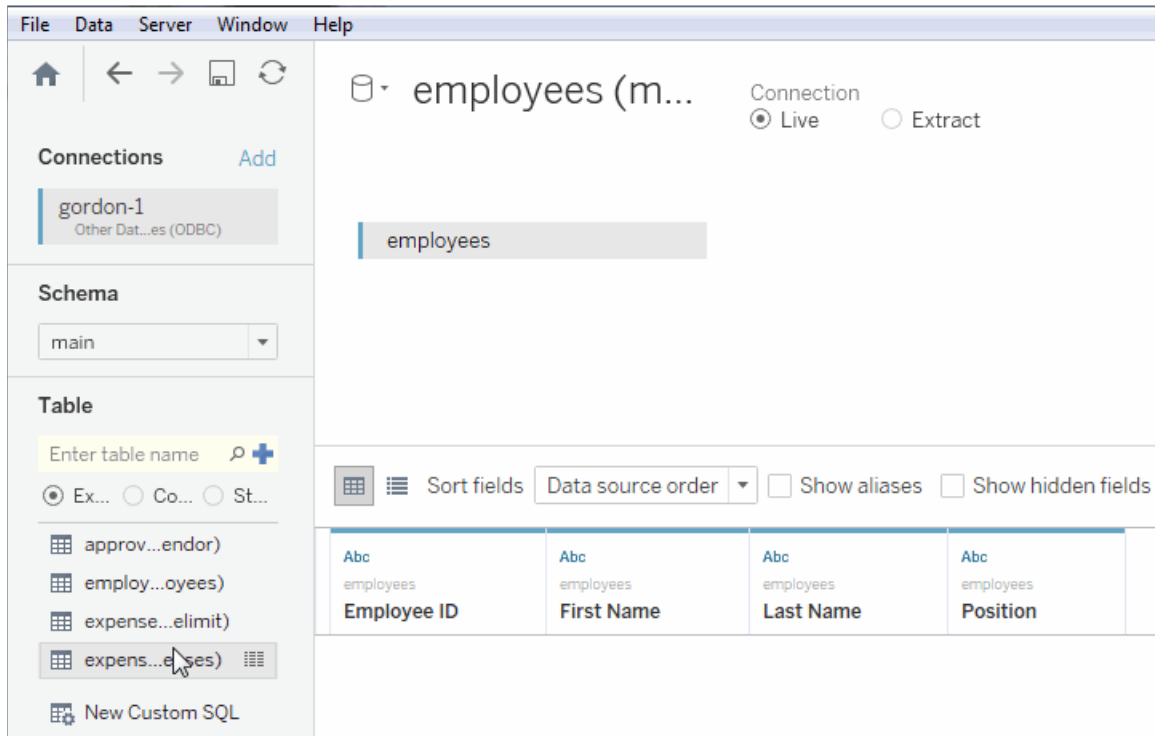 File Data Server Window Help
employees (m...
Connection
Live Extract
Connections Add
gordon-1
Other Dat...es (ODBC)
employees
Schema
main
Table
Enter table name
Ex... Co... St...
Sort fields Data source order Show aliases Show hidden fields
approv...endor)
employ...oyees)
expense...elimit)
expens...enses)
New Custom SQL
Abc Abc Abc Abc
employees employees employees employees
Employee ID First Name Last Name Position